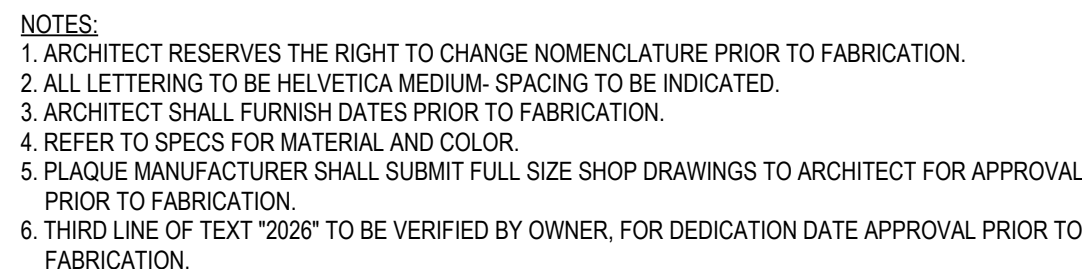 NOTES:
1. ARCHITECT RESERVES THE RIGHT TO CHANGE NOMENCLATURE PRIOR TO FABRICATION.
2. ALL LETTERING TO BE HELVETICA MEDIUM- SPACING TO BE INDICATED.
3. ARCHITECT SHALL FURNISH DATES PRIOR TO FABRICATION.
4. REFER TO SPECS FOR MATERIAL AND COLOR.
5. PLAQUE MANUFACTURER SHALL SUBMIT FULL SIZE SHOP DRAWINGS TO ARCHITECT FOR APPROVAL
PRIOR TO FABRICATION.
6. THIRD LINE OF TEXT "2026" TO BE VERIFIED BY OWNER, FOR DEDICATION DATE APPROVAL PRIOR TO
FABRICATION.